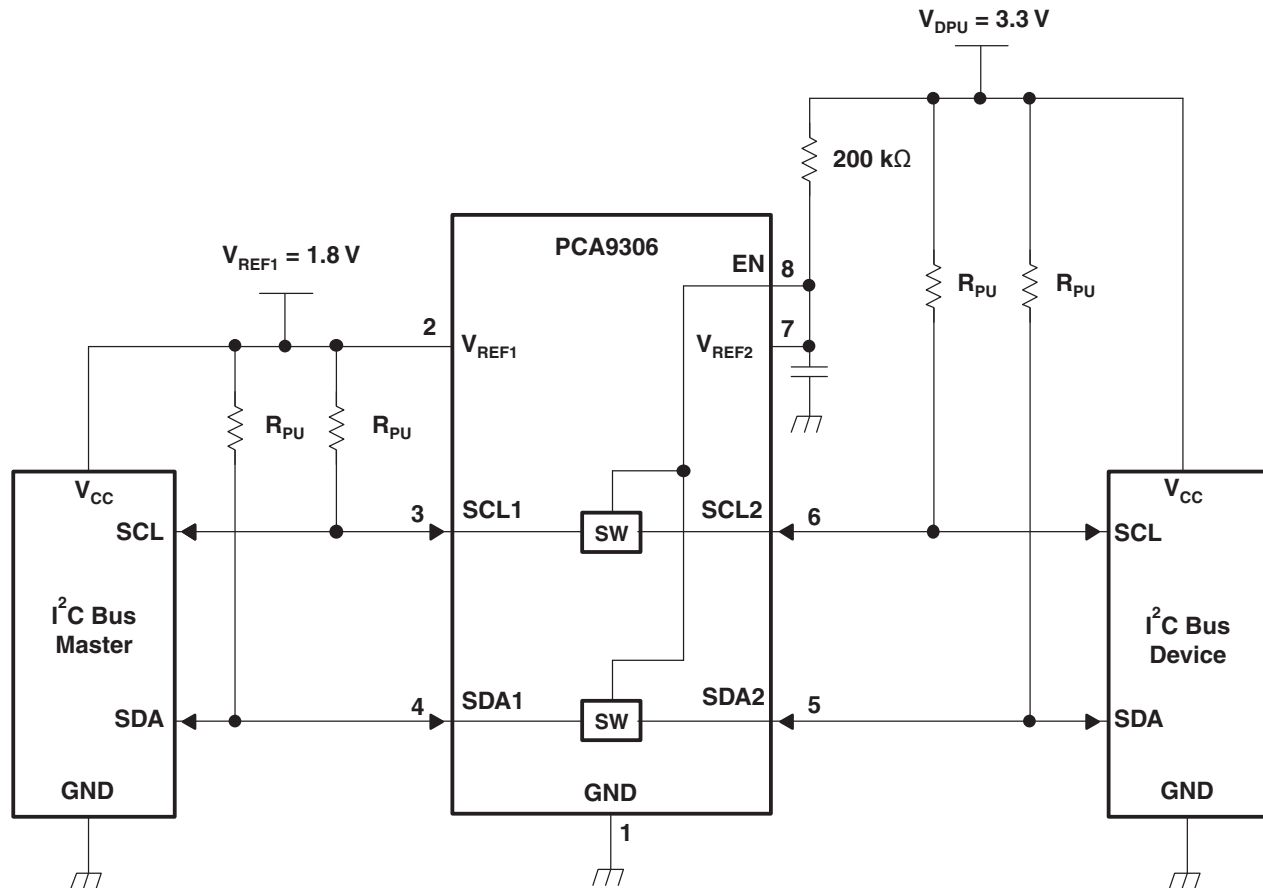 V_DPU = 3.3 V
200 kΩ
PCA9306
V_REF1 = 1.8 V
EN
8
R_PU
R_PU
2
7
V_REF1
V_REF2
R_PU
R_PU
V_CC
V_CC
SCL
3
SCL1
SW
SCL2
6
SCL
I²C Bus
Master
I²C Bus
Device
SDA
4
SDA1
SW
SDA2
5
SDA
GND
GND
GND
1